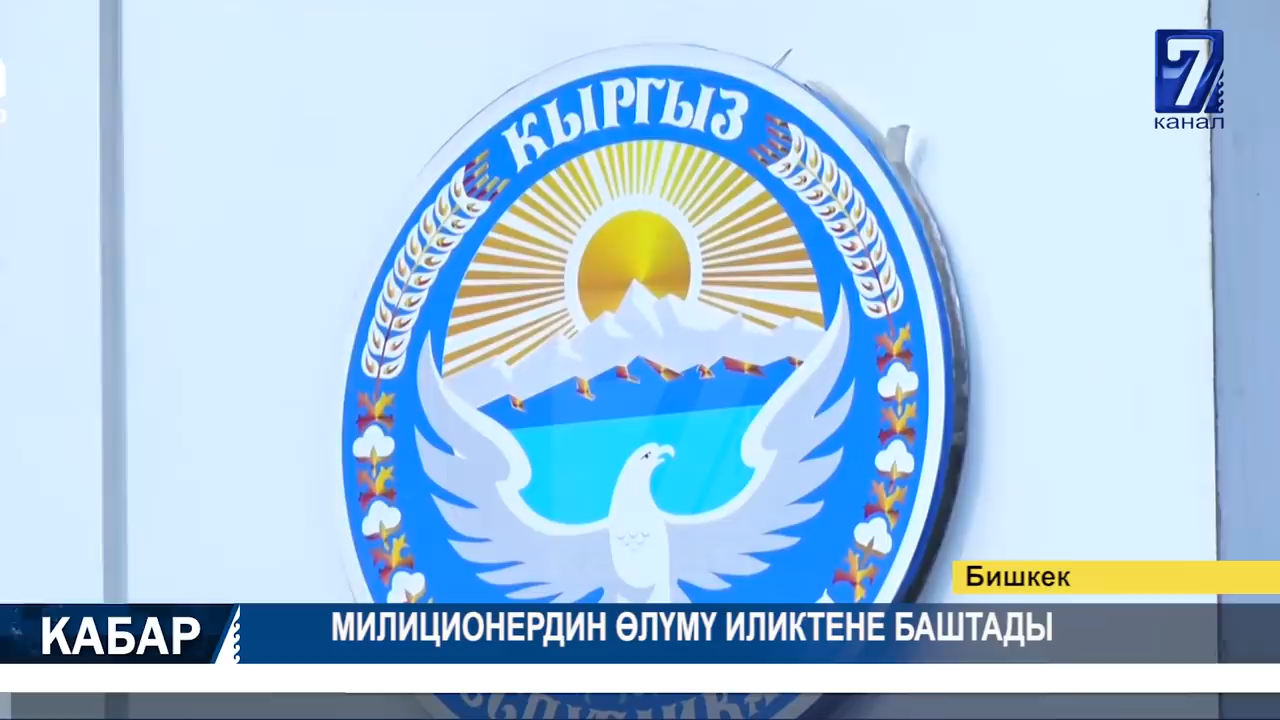 7
канал
КЫРГЫЗ
Бишкек
КАБАР
МИЛИЦИОНЕРДИН ӨЛҮМҮ ИЛИКТЕНЕ БАШТАДЫ